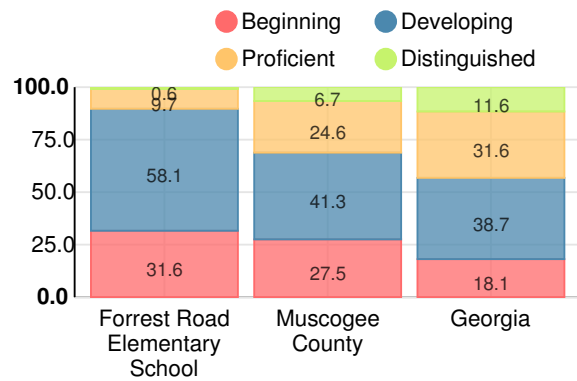 Beginning
Developing
Proficient
Distinguished
100.0
75.0
50.0
25.0
0.0
0.6
9.7
58.1
31.6
6.7
24.6
41.3
27.5
11.6
31.6
38.7
18.1
Forrest Road
Elementary
School
Muscogee
County
Georgia